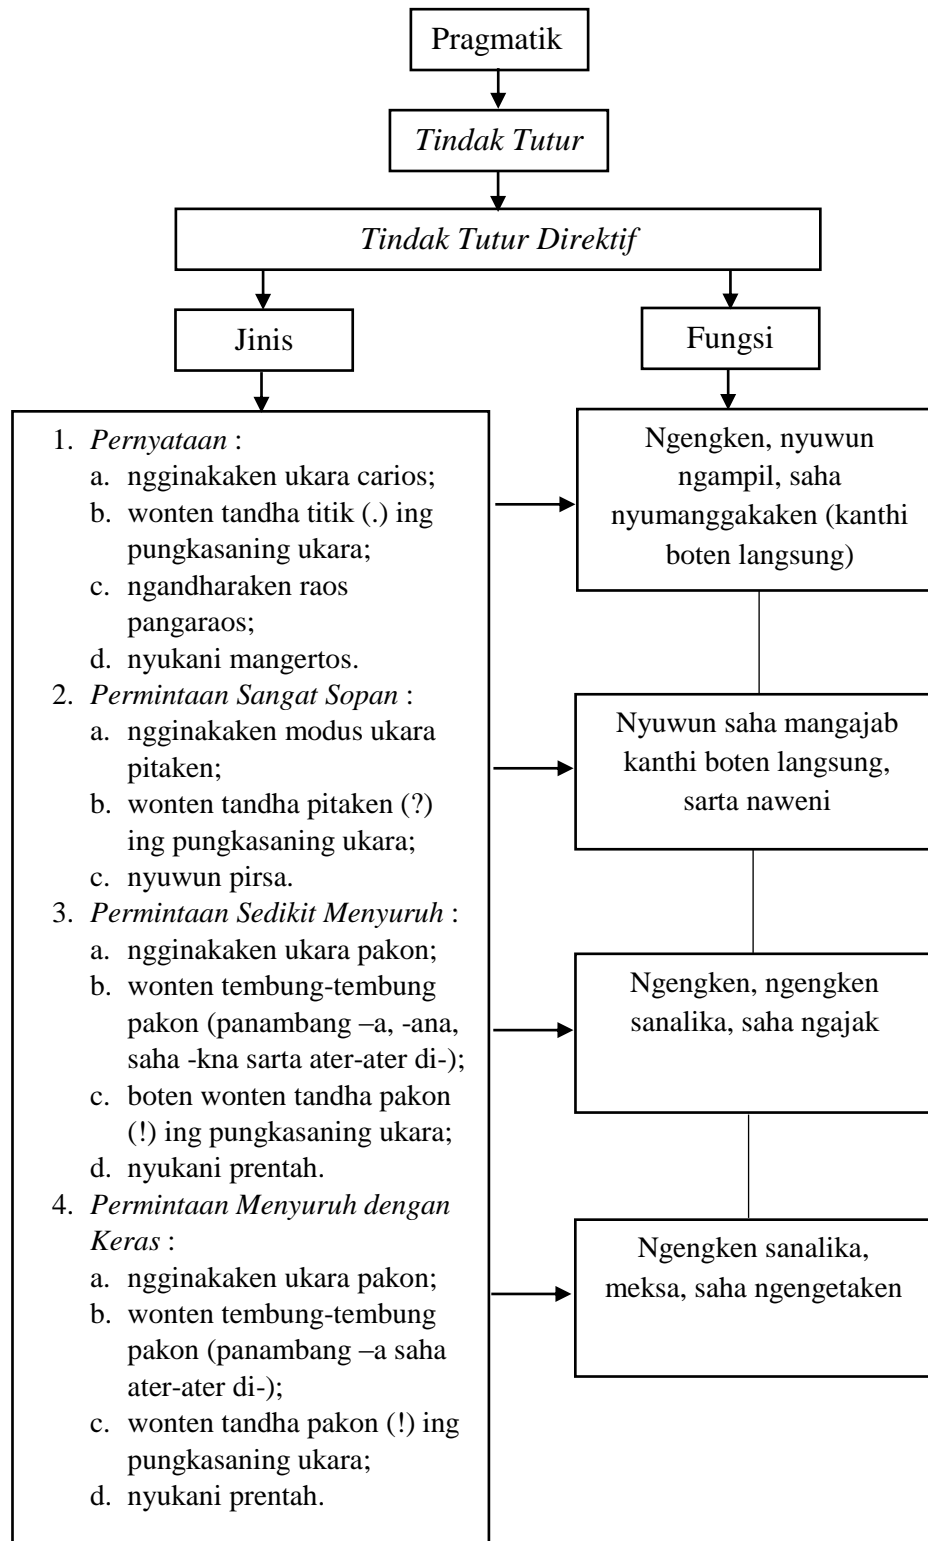 Pragmatik
Tindak Tutur
Tindak Tutur Direktif
Jinis
Fungsi
1. Pernyataan :
a. ngginakaken ukara carios;
b. wonten tandha titik (.) ing
pungkasaning ukara;
c. ngandharaken raos
pangaraos;
d. nyukani mangertos.
2. Permintaan Sangat Sopan :
a. ngginakaken modus ukara
pitaken;
b. wonten tandha pitaken (?)
ing pungkasaning ukara;
c. nyuwun pirsa.
3. Permintaan Sedikit Menyuruh :
a. ngginakaken ukara pakon;
b. wonten tembung-tembung
pakon (panambang –a, -ana,
saha -kna sarta ater-ater di-);
c. boten wonten tandha pakon
(!) ing pungkasaning ukara;
d. nyukani prentah.
4. Permintaan Menyuruh dengan
Keras :
a. ngginakaken ukara pakon;
b. wonten tembung-tembung
pakon (panambang –a saha
ater-ater di-);
c. wonten tandha pakon (!) ing
pungkasaning ukara;
d. nyukani prentah.
Ngengken, nyuwun
ngampil, saha
nyumanggakaken (kanthi
boten langsung)
Nyuwun saha mangajab
kanthi boten langsung,
sarta naweni
Ngengken, ngengken
sanalika, saha ngajak
Ngengken sanalika,
meksa, saha ngengetaken